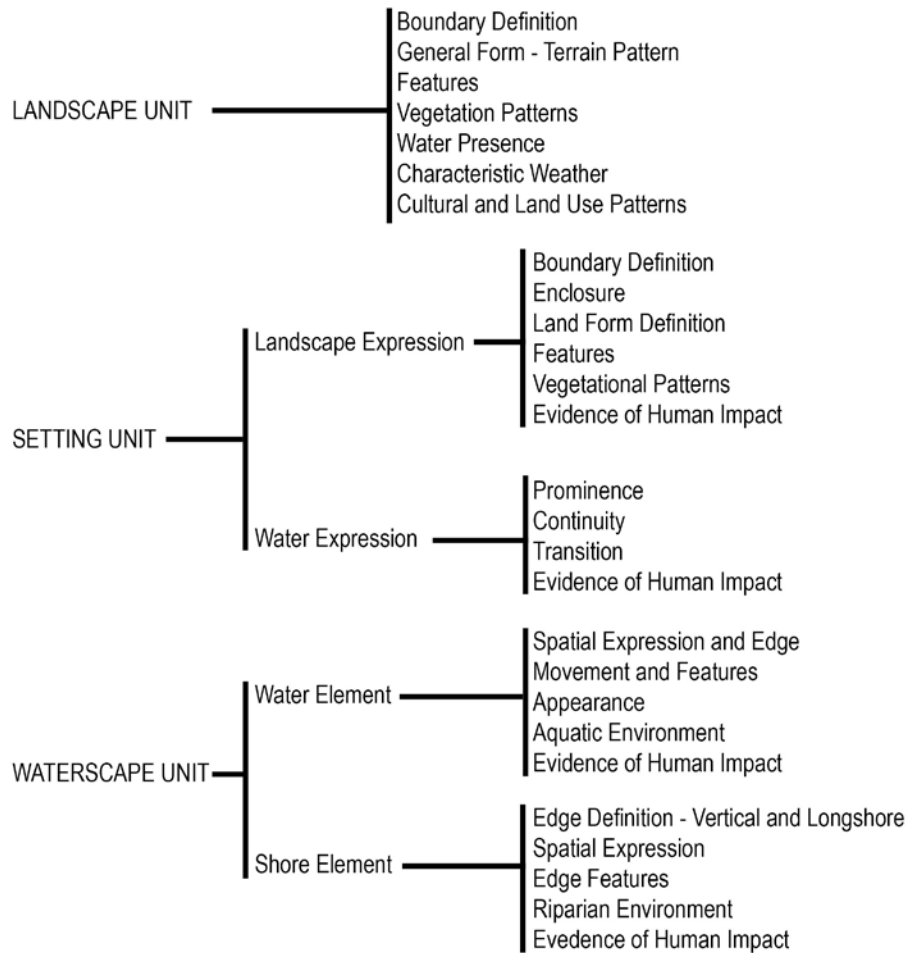 LANDSCAPE UNIT
Boundary Definition
General Form - Terrain Pattern
Features
Vegetation Patterns
Water Presence
Characteristic Weather
Cultural and Land Use Patterns
SETTING UNIT
Landscape Expression
Boundary Definition
Enclosure
Land Form Definition
Features
Vegetational Patterns
Evidence of Human Impact
Water Expression
Prominence
Continuity
Transition
Evidence of Human Impact
WATERSCAPE UNIT
Water Element
Spatial Expression and Edge
Movement and Features
Appearance
Aquatic Environment
Evidence of Human Impact
Shore Element
Edge Definition - Vertical and Longshore
Spatial Expression
Edge Features
Riparian Environment
Evedence of Human Impact